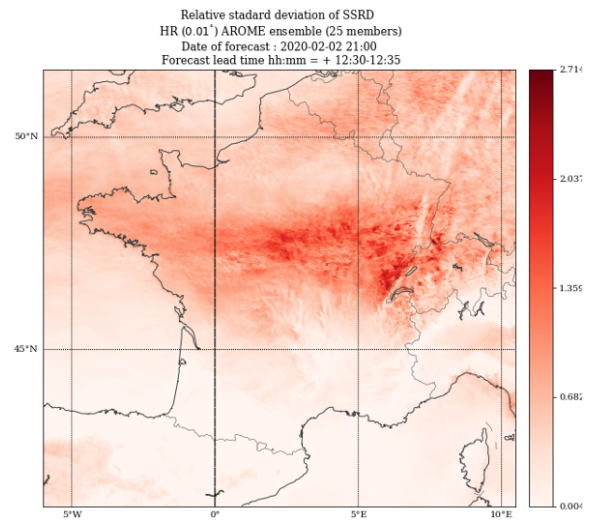 Relative stadard deviation of SSRD
HR (0.01°) AROME ensemble (25 members)
Date of forecast : 2020-02-02 21:00
Forecast lead time hh:mm = + 12:30-12:35
2.714
50°N
2.037
1.359
45°N
0.682
0.004
5°W
0°
5°E
10°E